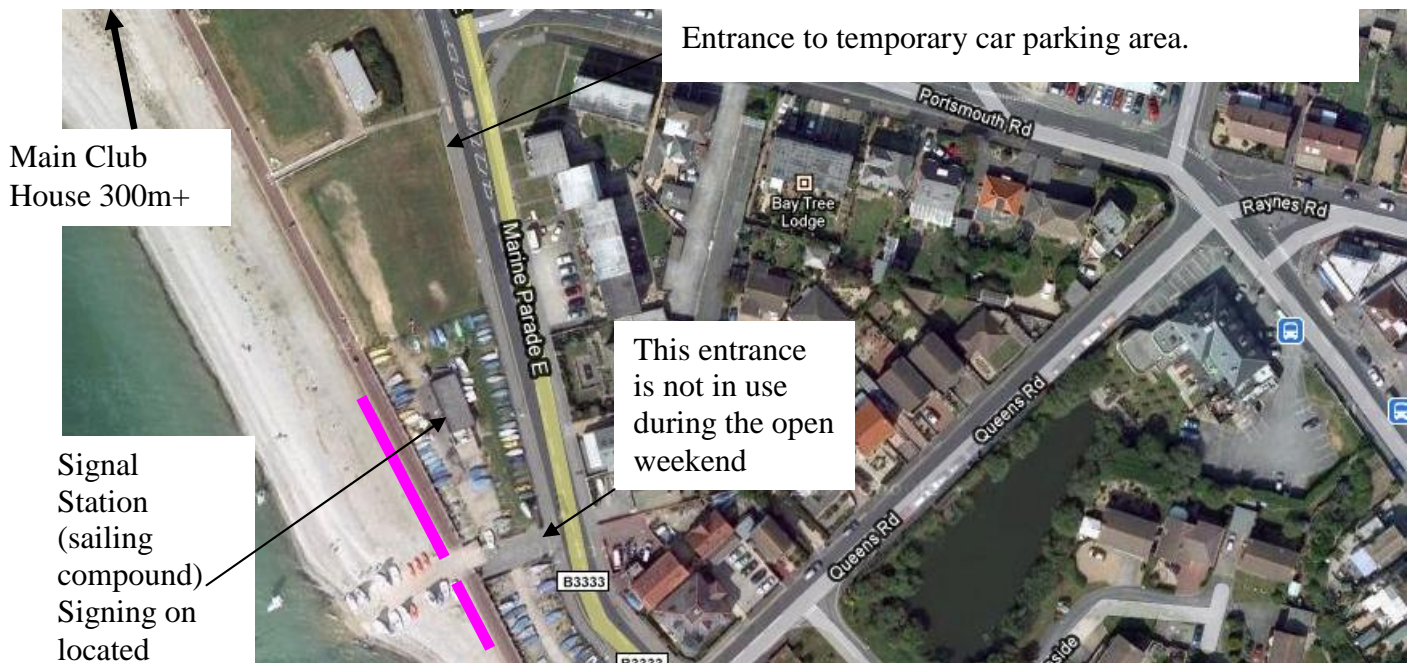 Entrance to temporary car parking area.
Portsmouth Rd
Main Club
House 300m+
Bay Tree
Lodge
Raynes Rd
Marine Parade E
This entrance
is not in use
during the open
weekend
Queens Rd
Signal
Station
(sailing
compound)
Signing on
located
Queens Rd
B3333
B3333